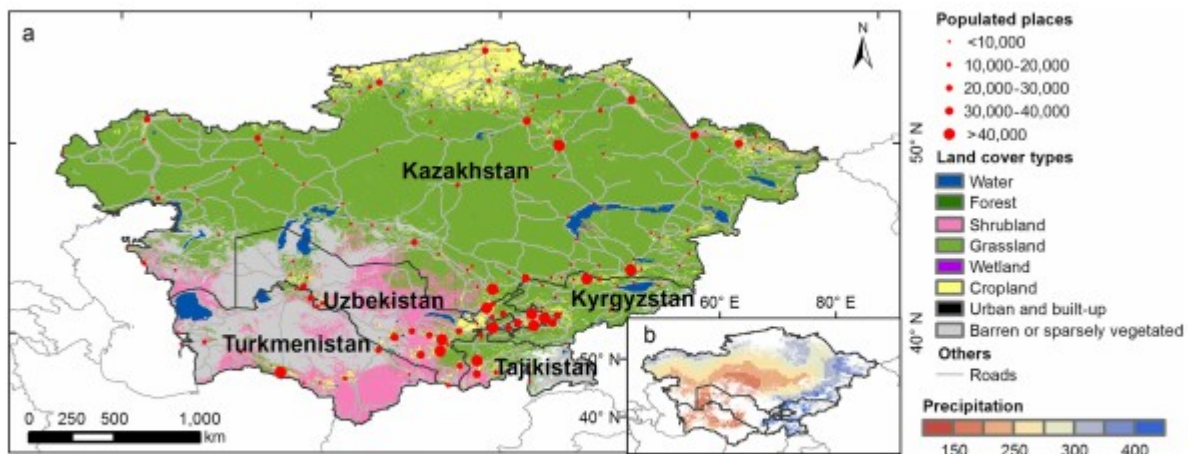 a
N
Kazakhstan
Uzbekistan
Kyrgyzstan
Turkmenistan
Tajikistan
50° N
40° N
60° E
80° E
b
50° N
40° N
0 250 500 1,000
km
Populated places
<10,000
10,000-20,000
20,000-30,000
30,000-40,000
>40,000
Land cover types
Water
Forest
Shrubland
Grassland
Wetland
Cropland
Urban and built-up
Barren or sparsely vegetated
Others
Roads
Precipitation
150 250 300 400